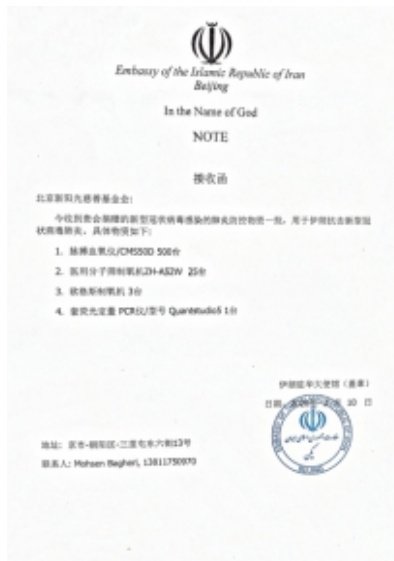 Embassy of the Islamic Republic of Iran
Beijing
In the Name of God
NOTE
接收函
北京新阳光慈善基金会：
今收到贵会捐赠的新型冠状病毒感染的肺炎防控物资一批，用于伊朗抗击新型冠
状病毒肺炎，具体物资如下：
1. 脉搏血氧仪/CMS50D 500台
2. 医用分子筛制氧机ZH-A52W 25台
3. 欧格斯制氧机 3台
4. 荧光定量 PCR仪/型号 Quantstudio5 1台
伊朗驻华大使馆（盖章）
日期 10 日
地址：京市-朝阳区-三里屯东六街13号
联系人: Mohsen Bagheri, 13811750970